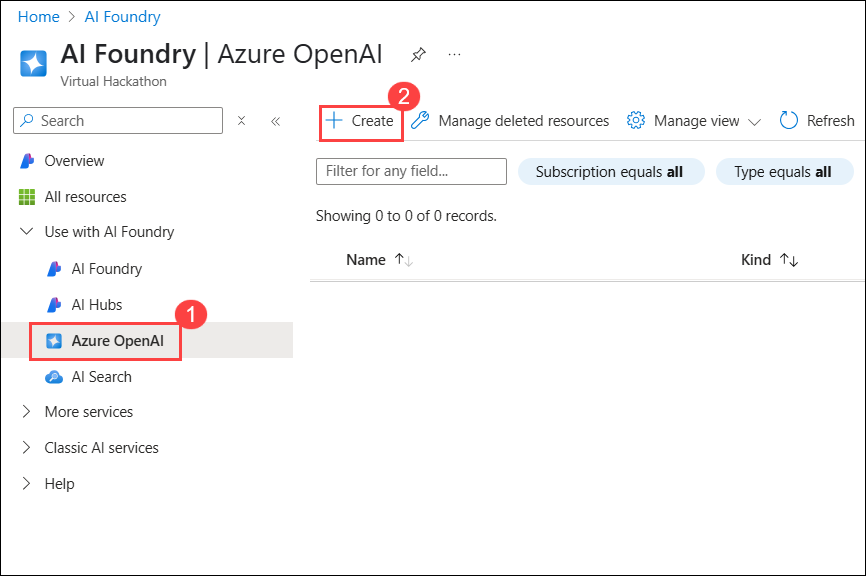 Home > AI Foundry
AI Foundry | Azure OpenAI ...
Virtual Hackathon
Search
Overview
All resources
Use with AI Foundry
AI Foundry
AI Hubs
1
Azure OpenAI
AI Search
More services
Classic AI services
Help
2
+ Create
Manage deleted resources
Manage view
Refresh
Filter for any field...
Subscription equals all
Type equals all
Showing 0 to 0 of 0 records.
Name ↑↓
Kind ↑↓